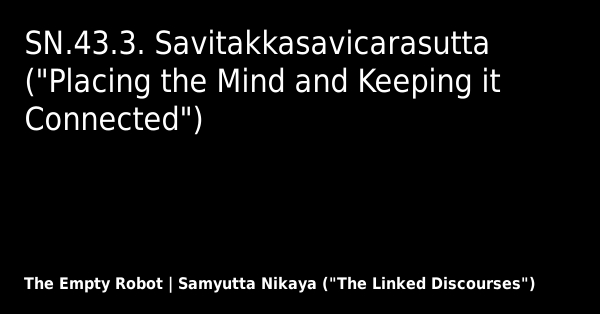 SN.43.3. Savitakkasavicarasutta
("Placing the Mind and Keeping it
Connected")
The Empty Robot | Samyutta Nikaya ("The Linked Discourses")